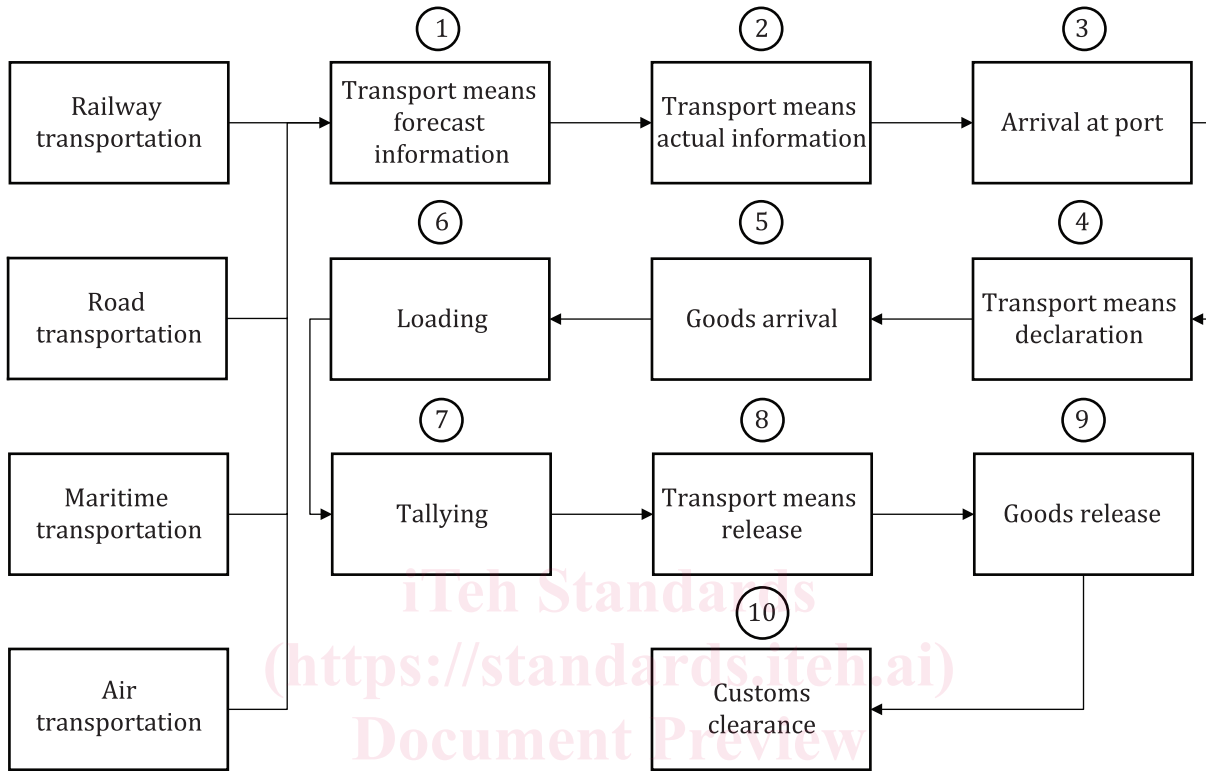 1
2
3
Railway
transportation
Transport means
forecast
information
Transport means
actual information
Arrival at port
6
5
4
Road
transportation
Loading
Goods arrival
Transport means
declaration
7
8
9
Maritime
transportation
Tallying
Transport means
release
Goods release
iTeh Standards
10
(https://standards.iteh.ai)
Air
transportation
Customs
clearance
Document Preview